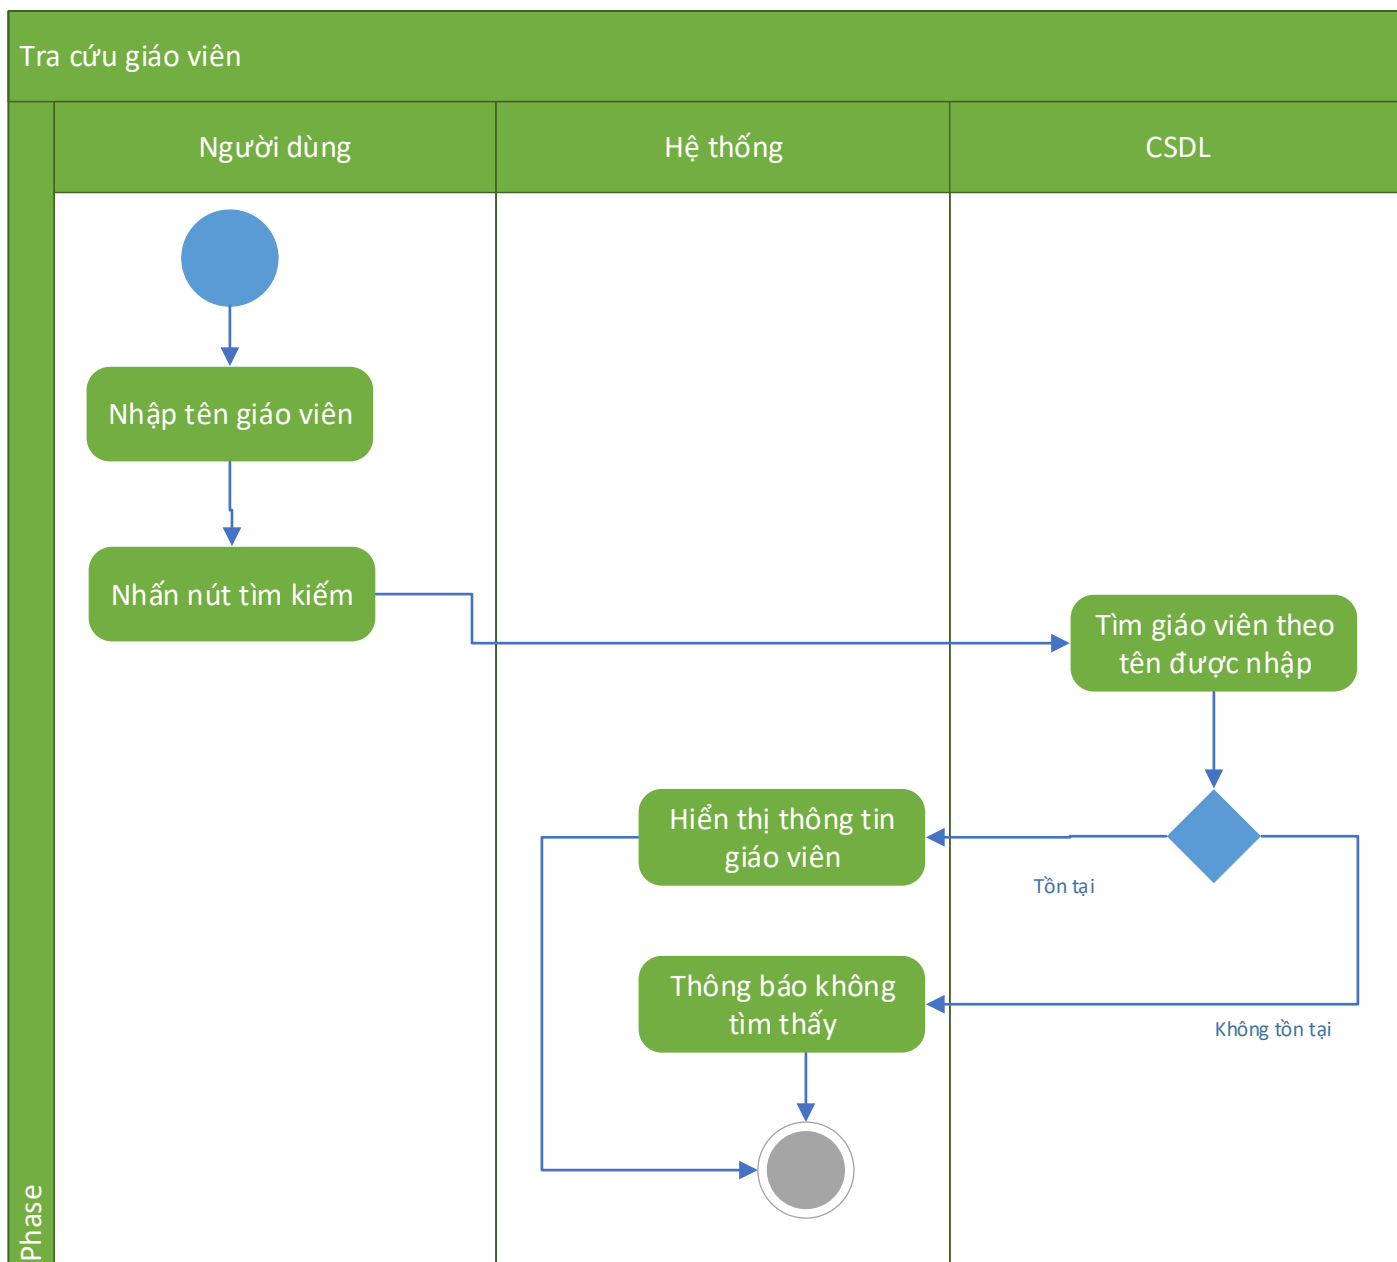 Tra cứu giáo viên
Người dùng
Hệ thống
CSDL
Nhập tên giáo viên
Nhấn nút tìm kiếm
Tìm giáo viên theo
tên được nhập
Hiển thị thông tin
giáo viên
Tồn tại
Thông báo không
tìm thấy
Không tồn tại
Phase